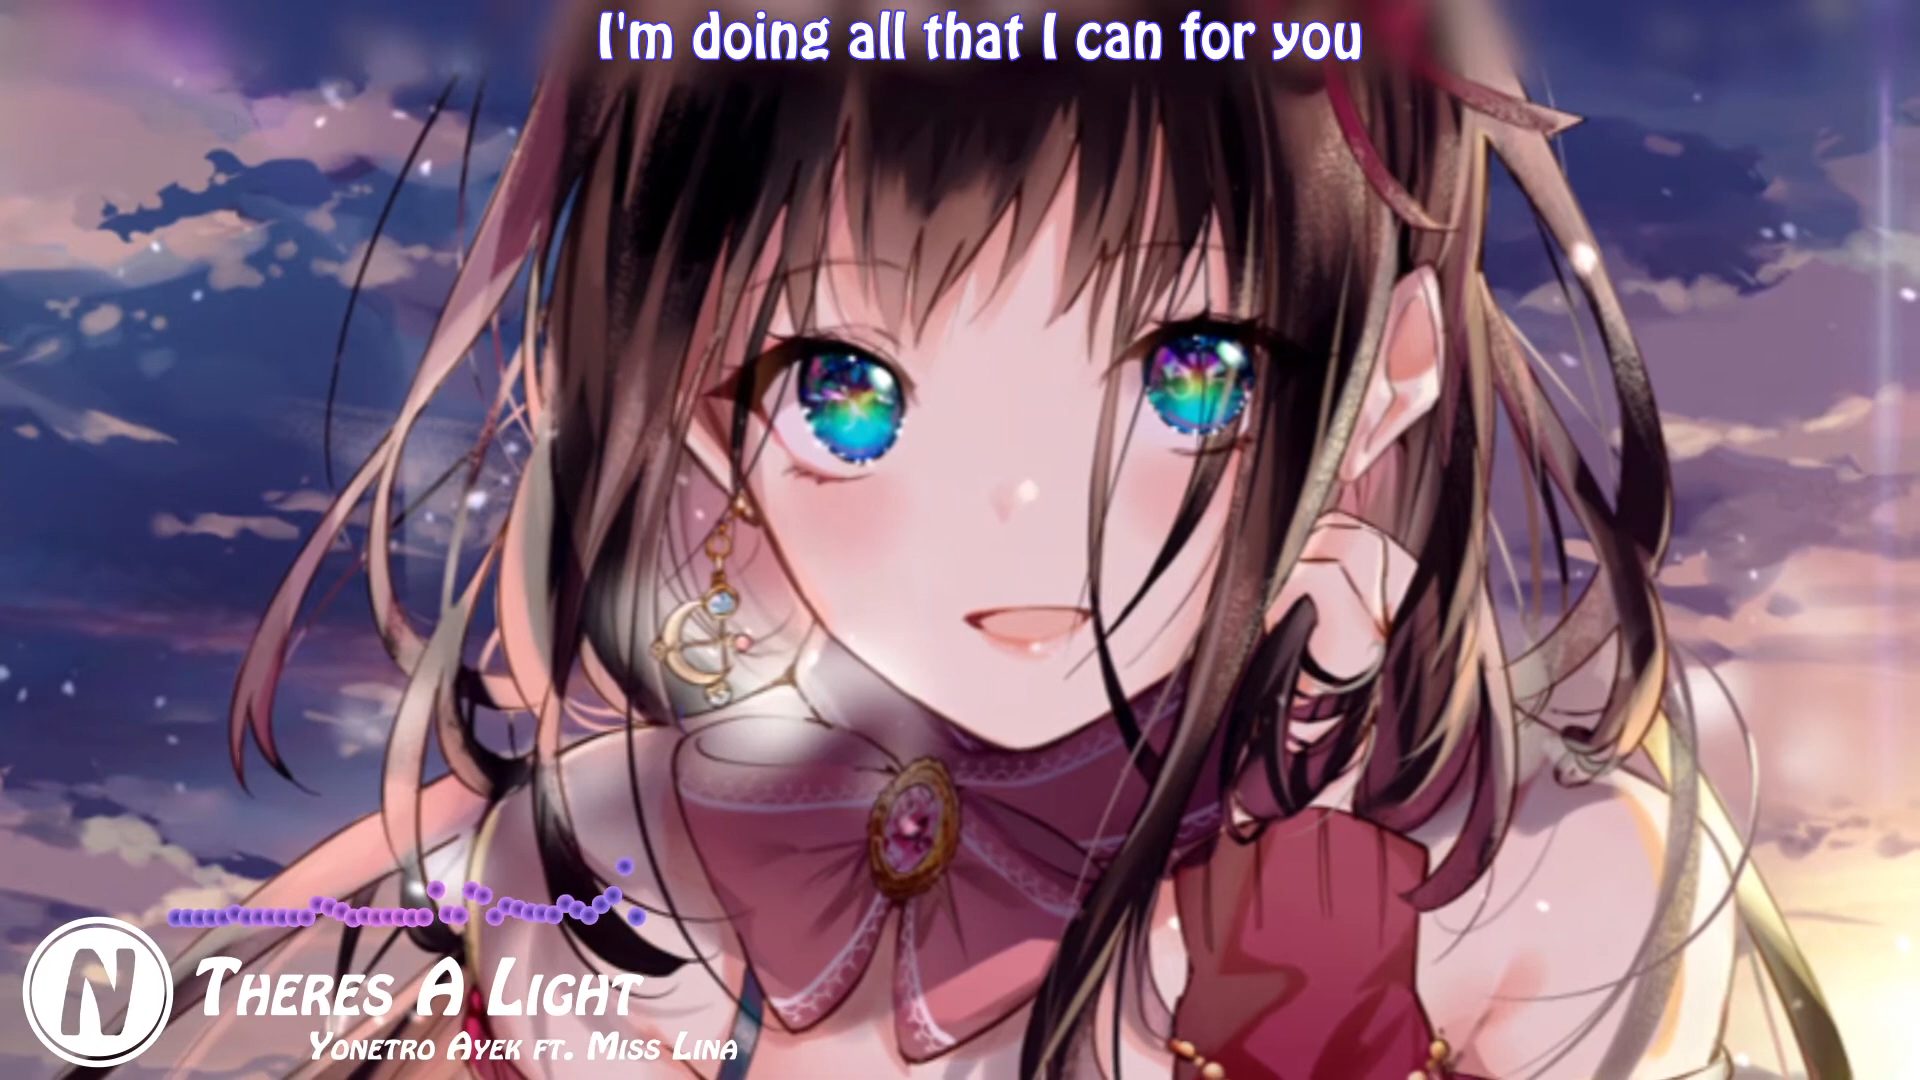 I'm doing all that I can for you
N
Theres A Light
Yonetro Ayek ft. Miss Lina